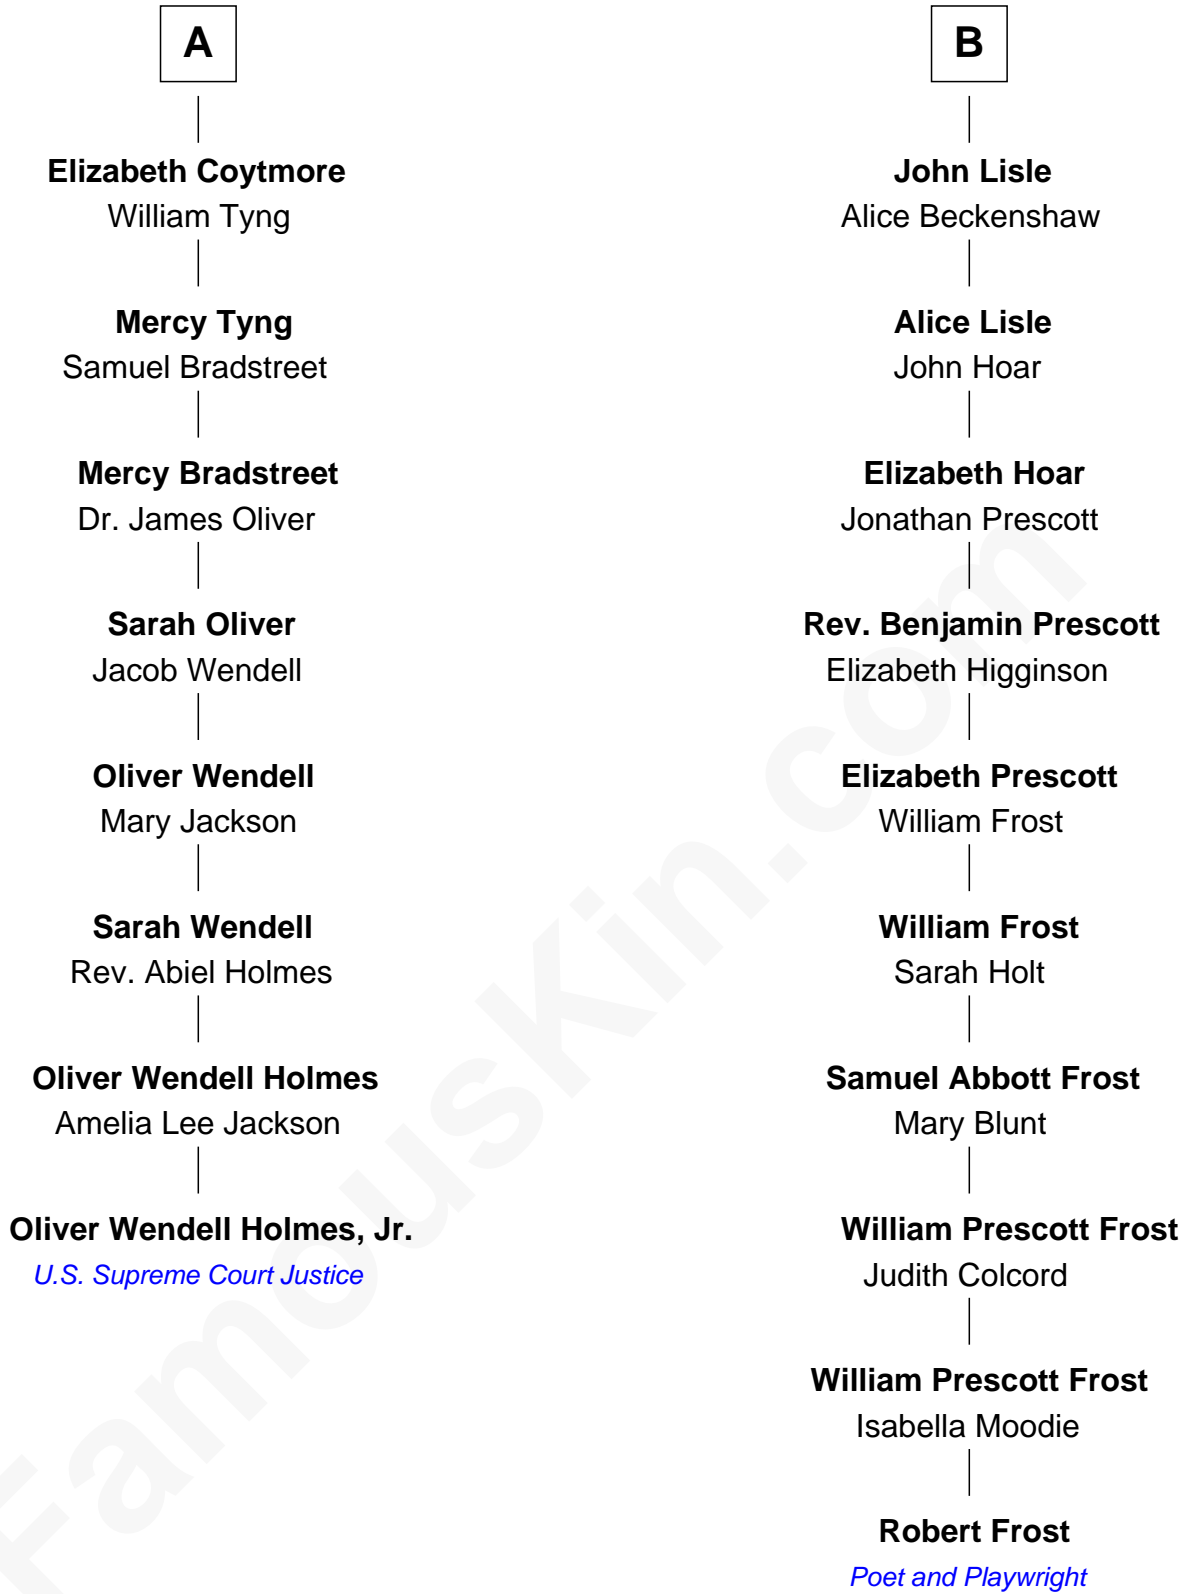 A
Elizabeth Coytmore
William Tyng
Mercy Tyng
Samuel Bradstreet
Mercy Bradstreet
Dr. James Oliver
Sarah Oliver
Jacob Wendell
Oliver Wendell
Mary Jackson
Sarah Wendell
Rev. Abiel Holmes
Oliver Wendell Holmes
Amelia Lee Jackson
Oliver Wendell Holmes, Jr.
U.S. Supreme Court Justice
B
John Lisle
Alice Beckenshaw
Alice Lisle
John Hoar
Elizabeth Hoar
Jonathan Prescott
Rev. Benjamin Prescott
Elizabeth Higginson
Elizabeth Prescott
William Frost
William Frost
Sarah Holt
Samuel Abbott Frost
Mary Blunt
William Prescott Frost
Judith Colcord
William Prescott Frost
Isabella Moodie
Robert Frost
Poet and Playwright
FamousKin.com